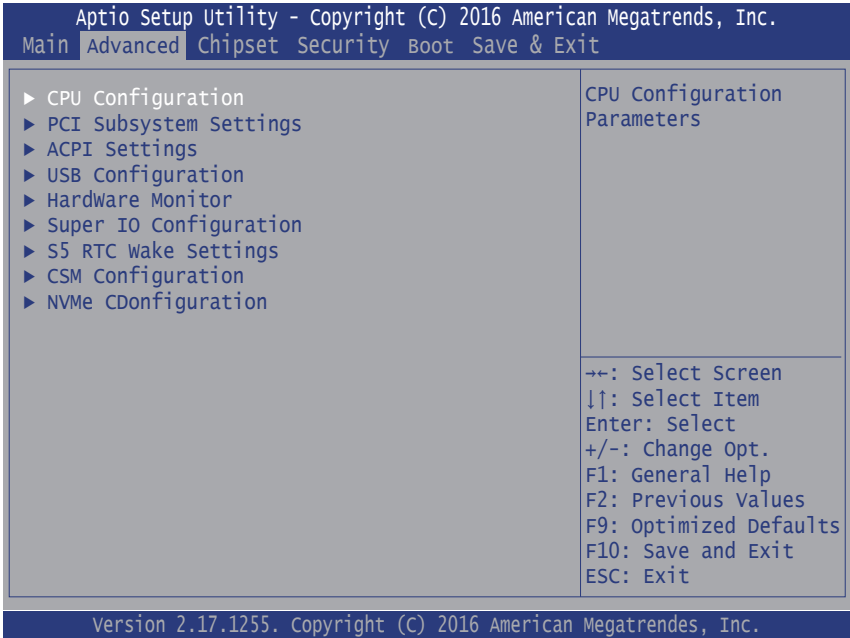 Aptio Setup Utility - Copyright (C) 2016 American Megatrends, Inc.
Main Advanced Chipset Security Boot Save & Exit
▶ CPU Configuration
▶ PCI Subsystem Settings
▶ ACPI Settings
▶ USB Configuration
▶ HardWare Monitor
▶ Super IO Configuration
▶ S5 RTC Wake Settings
▶ CSM Configuration
▶ NVMe CDonfiguration
CPU Configuration
Parameters
→←: Select Screen
↓↑: Select Item
Enter: Select
+/-: Change Opt.
F1: General Help
F2: Previous Values
F9: Optimized Defaults
F10: Save and Exit
ESC: Exit
Version 2.17.1255. Copyright (C) 2016 American Megatrendes, Inc.